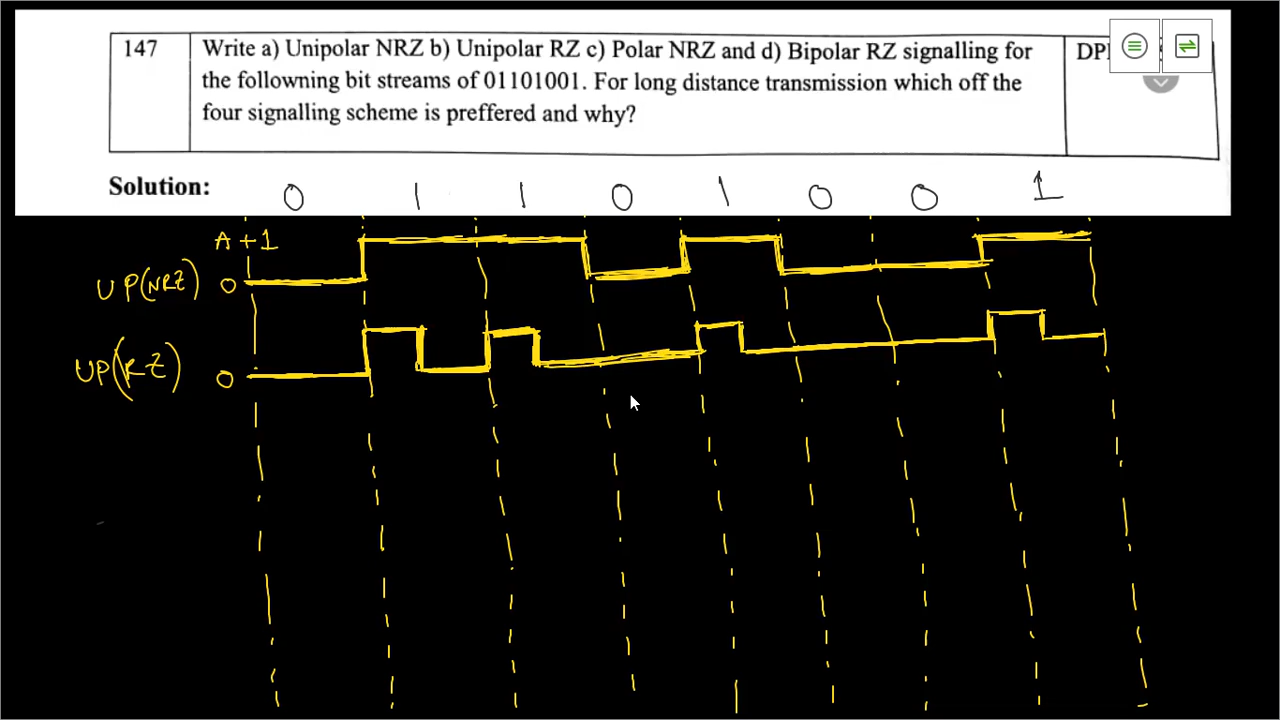 147 Write a) Unipolar NRZ b) Unipolar RZ c) Polar NRZ and d) Bipolar RZ signalling for
the followning bit streams of 01101001. For long distance transmission which off the
four signalling scheme is preffered and why?
Solution: 0 1 1 0 1 0 0 1
A +1
UP(NRZ) 0
UP(RZ) 0